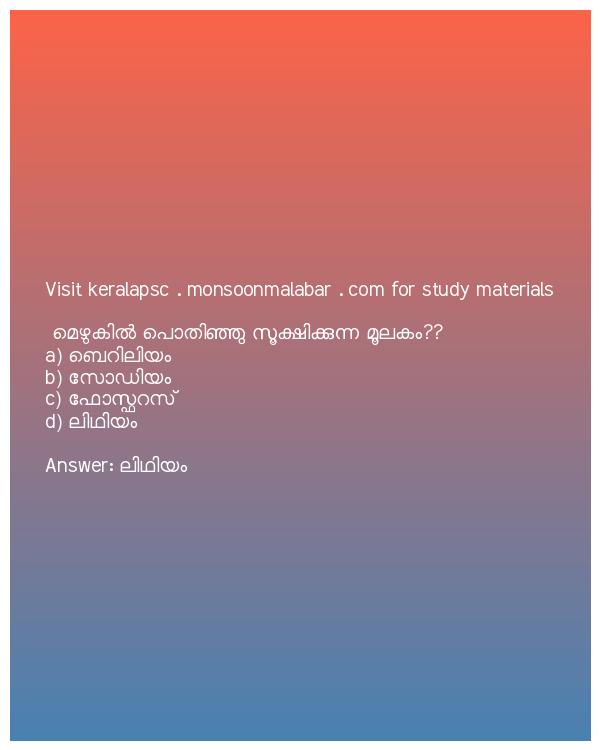 Visit keralapsc . monsoonmalabar . com for study materials
മെഴുകിൽ പൊതിഞ്ഞു സൂക്ഷിക്കുന്ന മൂലകം??
a) ബെറിലിയം
b) സോഡിയം
c) ഫോസ്ഫറസ്
d) ലിഥിയം
Answer: ലിഥിയം